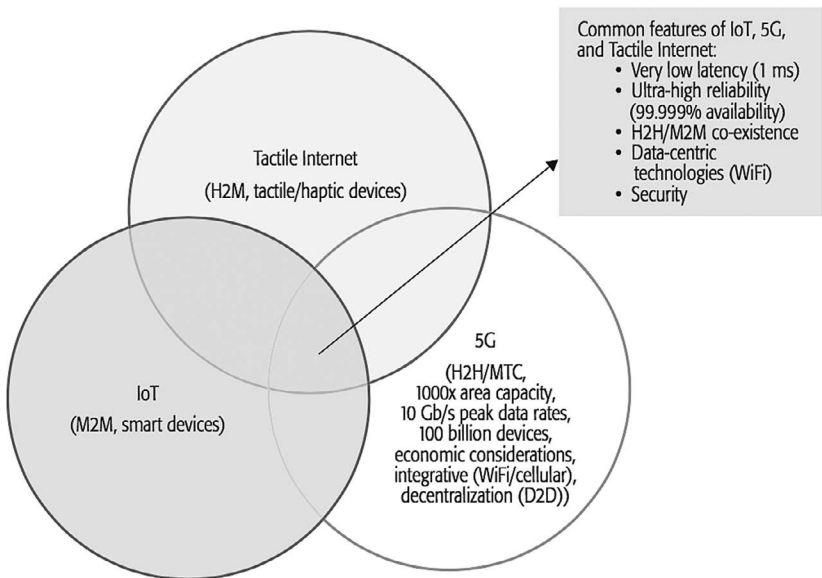 Common features of IoT, 5G,
and Tactile Internet:
• Very low latency (1 ms)
• Ultra-high reliability
(99.999% availability)
• H2H/M2M co-existence
• Data-centric
technologies (WiFi)
• Security
Tactile Internet
(H2M, tactile/haptic devices)
IoT
(M2M, smart devices)
5G
(H2H/MTC,
1000x area capacity,
10 Gb/s peak data rates,
100 billion devices,
economic considerations,
integrative (WiFi/cellular),
decentralization (D2D))